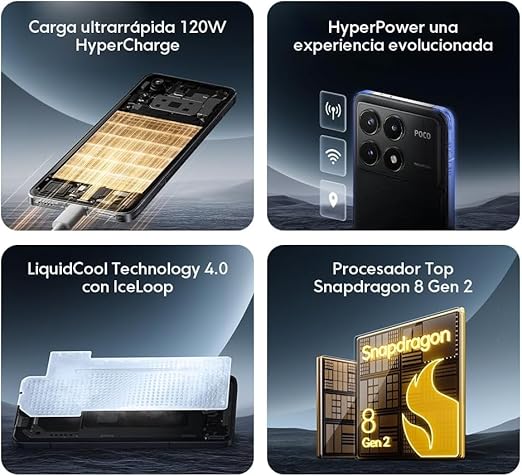 Carga ultrarrápida 120W
HyperCharge
HyperPower una
experiencia evolucionada
POCO
LiquidCool Technology 4.0
con IceLoop
Procesador Top
Snapdragon 8 Gen 2
Snapdragon
8
Gen 2